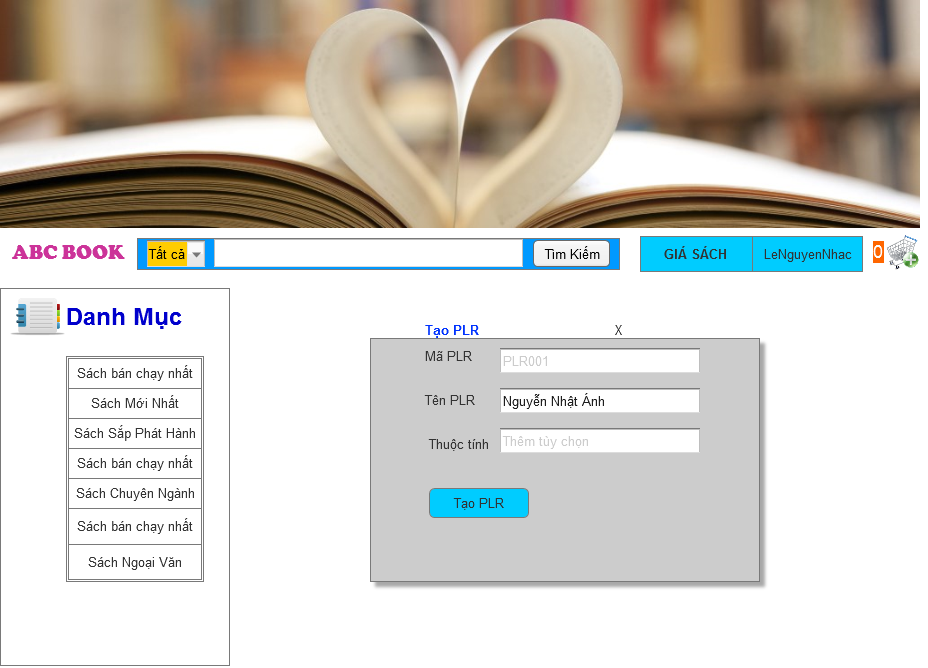 ABC BOOK Tất cả Tìm Kiếm GIÁ SÁCH LeNguyenNhac 0
Danh Mục
Sách bán chạy nhất
Sách Mới Nhất
Sách Sắp Phát Hành
Sách bán chạy nhất
Sách Chuyên Ngành
Sách bán chạy nhất
Sách Ngoại Văn
Tạo PLR X
Mã PLR PLR001
Tên PLR Nguyễn Nhật Ánh
Thuộc tính Thêm tùy chọn
Tạo PLR